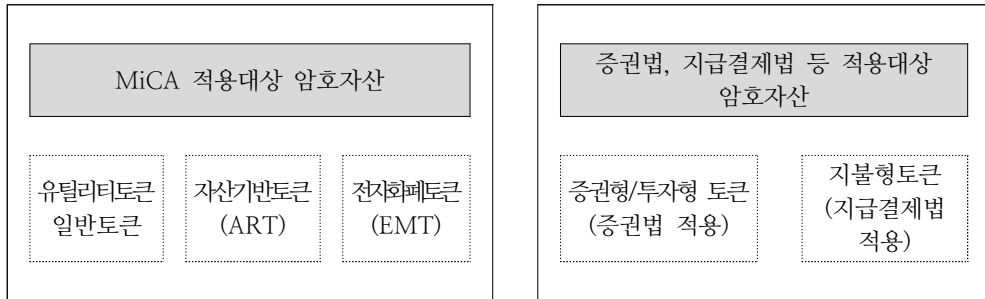 MiCA 적용대상 암호자산
유틸리티토큰
일반토큰
자산기반토큰
(ART)
전자화폐토큰
(EMT)
증권법, 지급결제법 등 적용대상
암호자산
증권형/투자형 토큰
(증권법 적용)
지불형토큰
(지급결제법
적용)